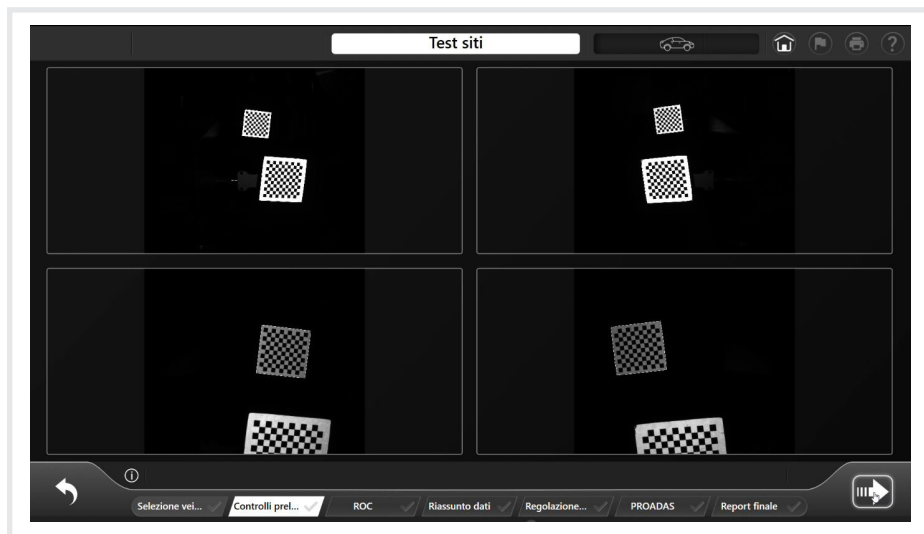 Test siti
?
Selezione vei...
Controlli prel...
ROC
Riassunto dati
Regolazione...
PROADAS
Report finale